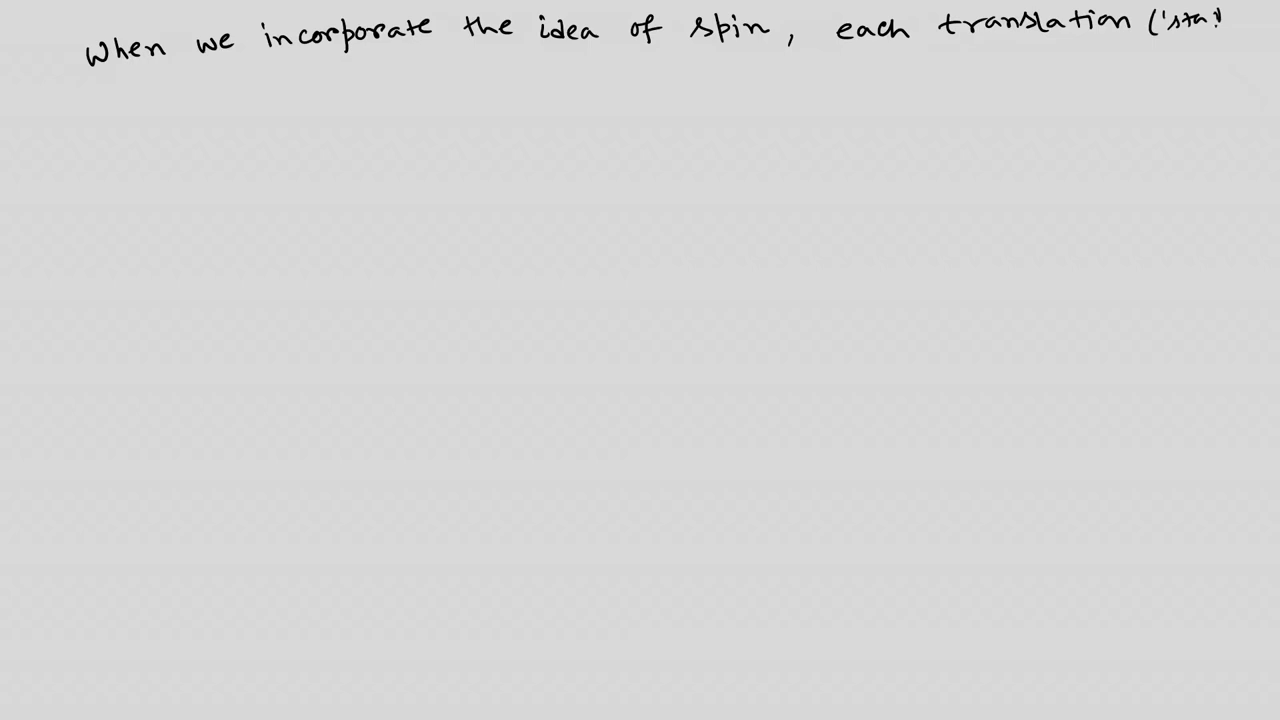 When we incorporate the idea of spin, each translation